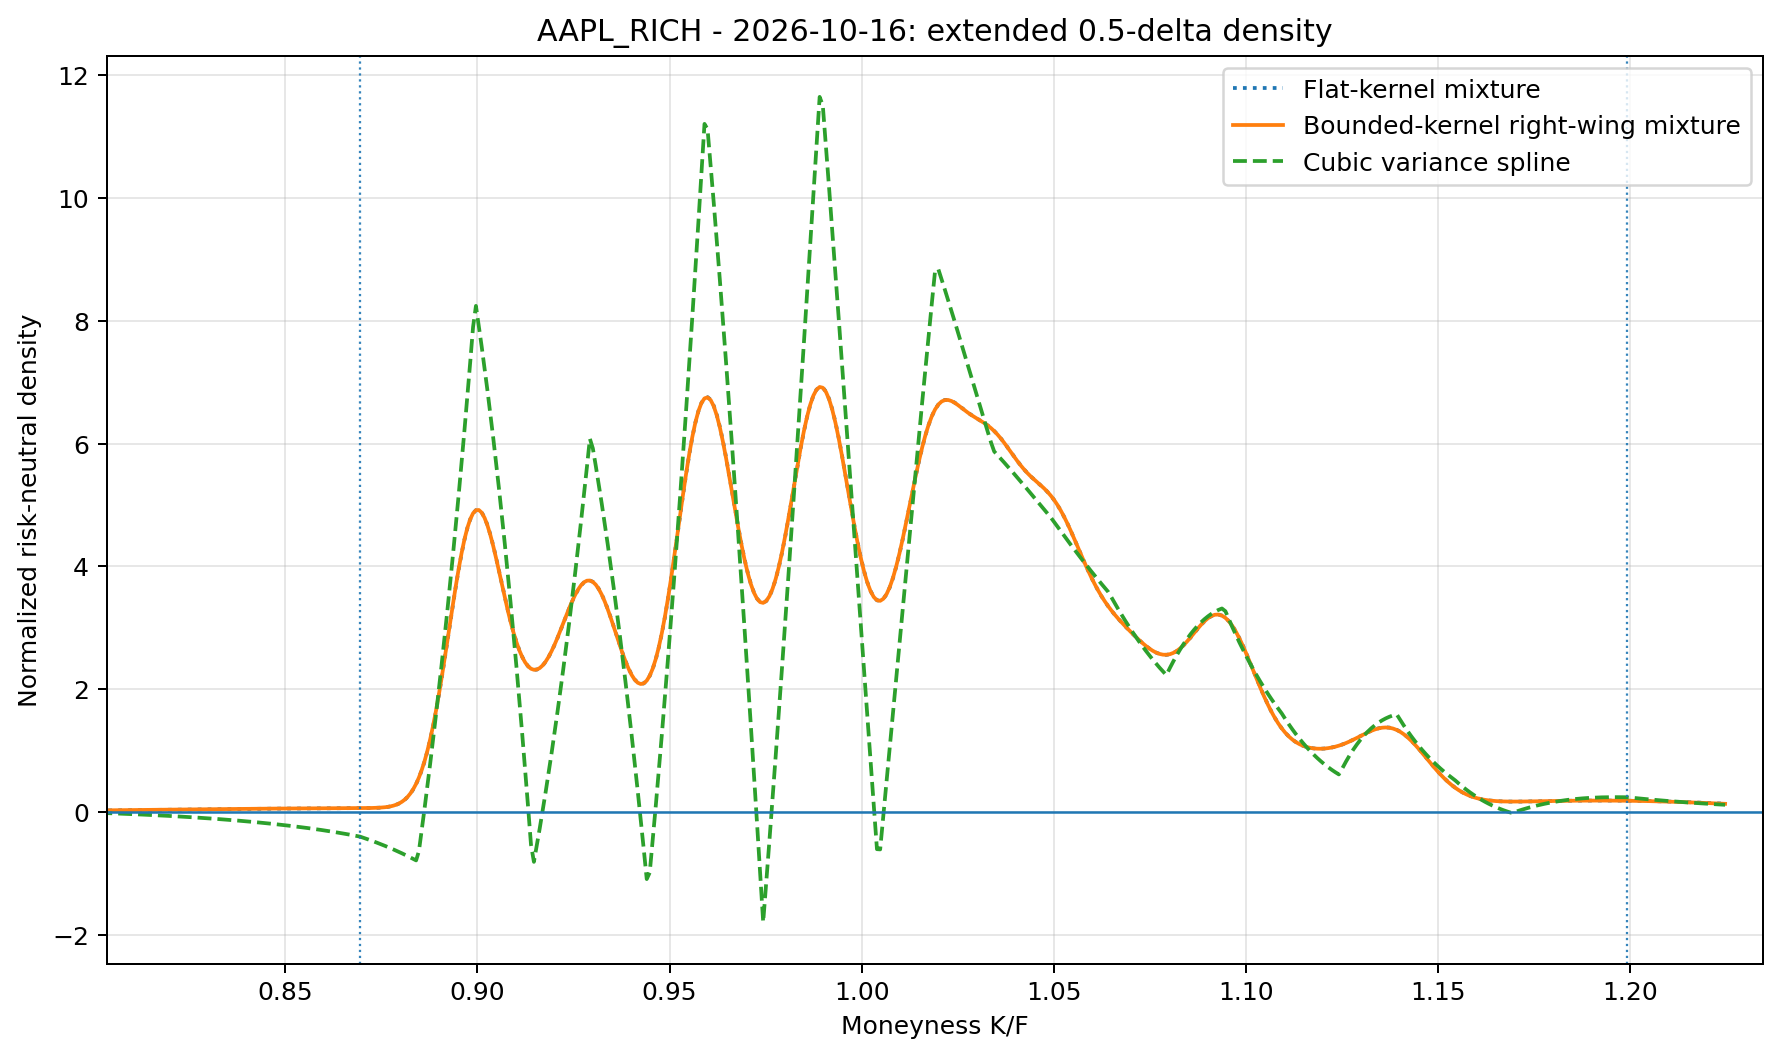 AAPL_RICH - 2026-10-16: extended 0.5-delta density
Flat-kernel mixture
Bounded-kernel right-wing mixture
Cubic variance spline
Normalized risk-neutral density
12
10
8
6
4
2
0
−2
0.85
0.90
0.95
1.00
1.05
1.10
1.15
1.20
Moneyness K/F